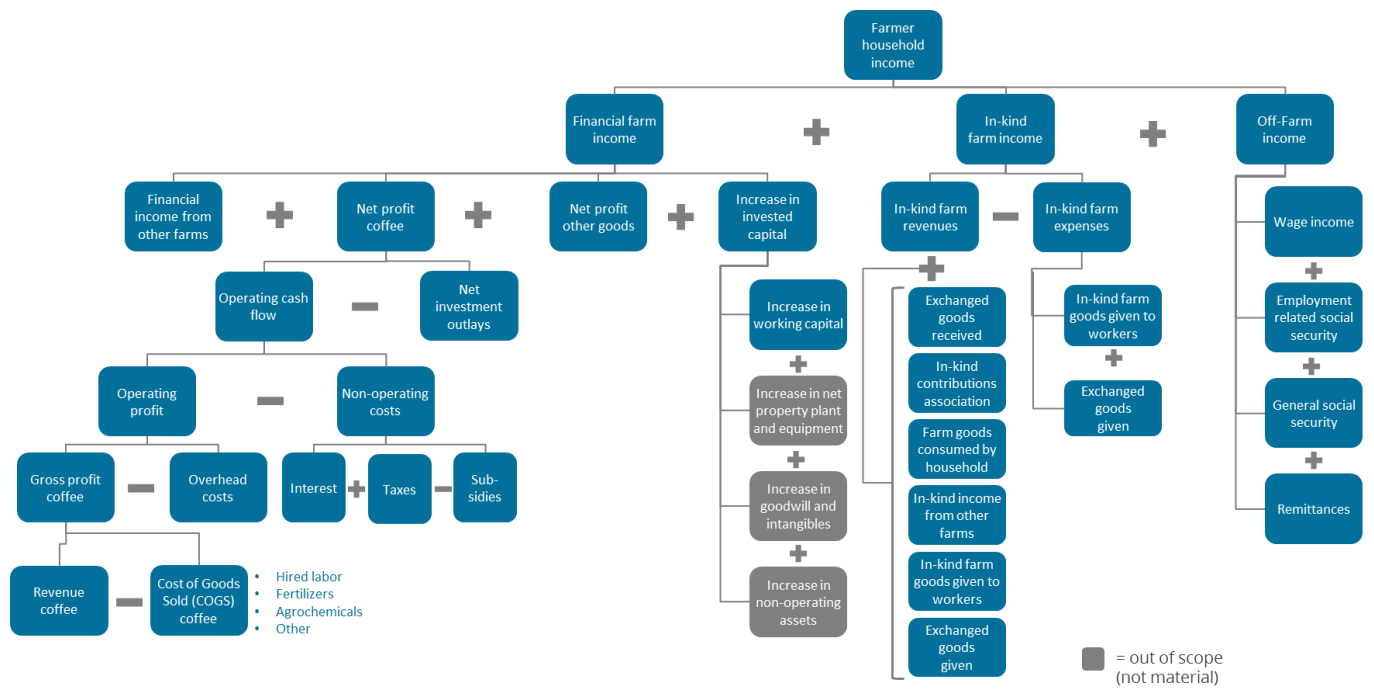 Farmer
household
income
Financial farm
income
+
In-kind
farm income
+
Off-Farm
income
Financial
income from
other farms
+
Net profit
coffee
+
Net profit
other goods
+
Increase in
invested
capital
In-kind farm
revenues
−
In-kind farm
expenses
Operating cash
flow
−
Net
investment
outlays
Operating
profit
−
Non-operating
costs
Gross profit
coffee
−
Overhead
costs
Interest
+
Taxes
−
Sub-
sidies
Revenue
coffee
−
Cost of Goods
Sold (COGS)
coffee
• Hired labor
• Fertilizers
• Agrochemicals
• Other
Increase in
working capital
+
Increase in net
property plant
and equipment
+
Increase in
goodwill and
intangibles
+
Increase in
non-operating
assets
+
Exchanged
goods
received
In-kind
contributions
association
Farm goods
consumed by
household
In-kind income
from other
farms
In-kind farm
goods given to
workers
Exchanged
goods
given
In-kind farm
goods given to
workers
+
Exchanged
goods
given
Wage income
+
Employment
related social
security
+
General social
security
+
Remittances
= out of scope
(not material)